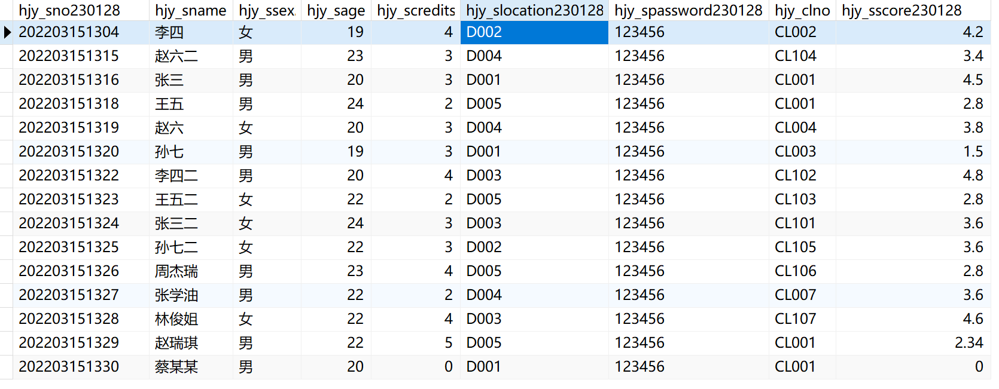 hjy_sno230128 hjy_sname hjy_ssex hjy_sage hjy_scredits hjy_slocation230128 hjy_spassword230128 hjy_clno hjy_sscore230128
202203151304 李四 女 19 4 D002 123456 CL002 4.2
202203151315 赵六二 男 23 3 D004 123456 CL104 3.4
202203151316 张三 男 20 3 D001 123456 CL001 4.5
202203151318 王五 男 24 2 D005 123456 CL001 2.8
202203151319 赵六 女 20 3 D004 123456 CL004 3.8
202203151320 孙七 男 19 3 D001 123456 CL003 1.5
202203151322 李四二 男 20 4 D003 123456 CL102 4.8
202203151323 王五二 女 22 2 D005 123456 CL103 2.8
202203151324 张三二 女 24 3 D003 123456 CL101 3.6
202203151325 孙七二 女 22 3 D002 123456 CL105 3.6
202203151326 周杰瑞 男 23 4 D005 123456 CL106 2.8
202203151327 张学油 男 22 2 D004 123456 CL007 3.6
202203151328 林俊姐 女 22 4 D003 123456 CL107 4.6
202203151329 赵瑞琪 男 22 5 D005 123456 CL001 2.34
202203151330 蔡某某 男 20 0 D001 123456 CL001 0